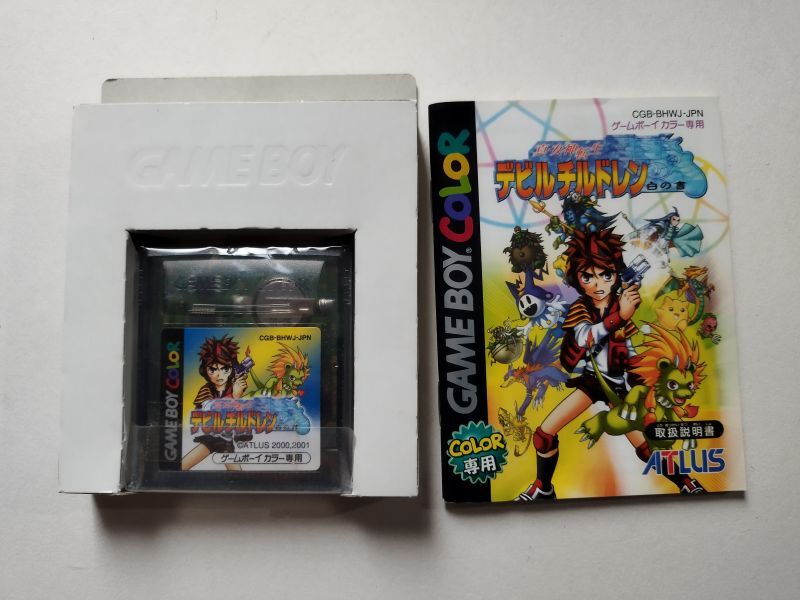 GAME BOY
CGB-BHWJ-JPN
GAME BOY COLOR
デビルチルドレン
©ATLUS 2000,2001
ゲームボーイカラー専用
CGB-BHWJ-JPN
ゲームボーイカラー専用
GAME BOY COLOR
真・女神転生
デビルチルドレン
白の書
COLOR
専用
取扱説明書
ATLUS